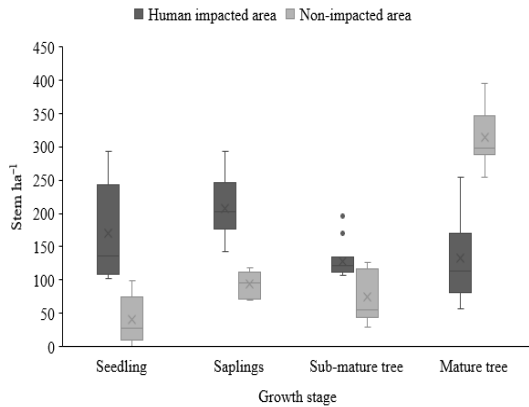 Human impacted area Non-impacted area
450
400
350
300
250
200
150
100
50
0
Stem ha⁻¹
Seedling Saplings Sub-mature tree Mature tree
Growth stage